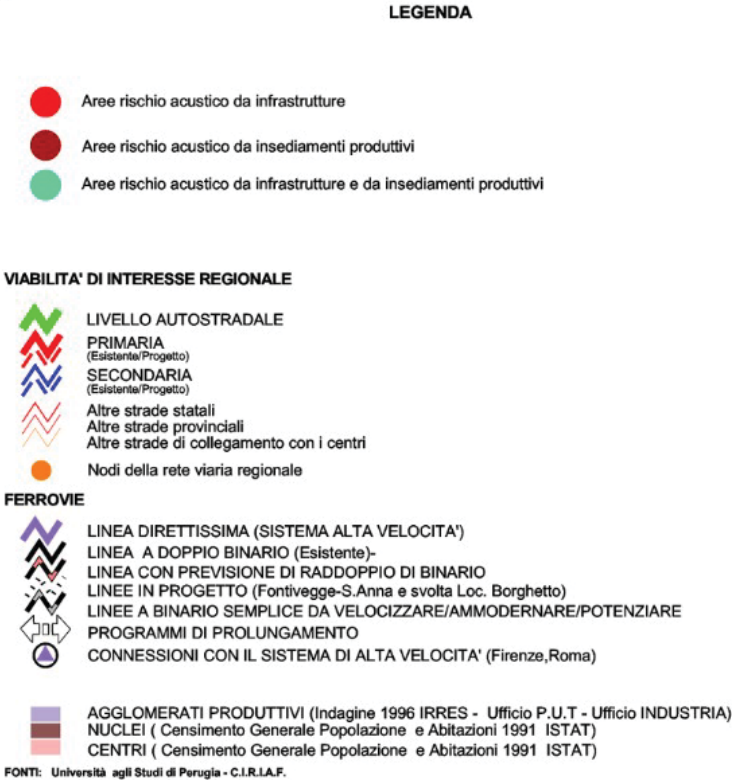 LEGENDA
Aree rischio acustico da infrastrutture
Aree rischio acustico da insediamenti produttivi
Aree rischio acustico da infrastrutture e da insediamenti produttivi
VIABILITA' DI INTERESSE REGIONALE
LIVELLO AUTOSTRADALE
PRIMARIA
(Esistente/Progetto)
SECONDARIA
(Esistente/Progetto)
Altre strade statali
Altre strade provinciali
Altre strade di collegamento con i centri
Nodi della rete viaria regionale
FERROVIE
LINEA DIRETTISSIMA (SISTEMA ALTA VELOCITA')
LINEA A DOPPIO BINARIO (Esistente)-
LINEA CON PREVISIONE DI RADDOPPIO DI BINARIO
LINEE IN PROGETTO (Fontivegge-S.Anna e svolta Loc. Borghetto)
LINEE A BINARIO SEMPLICE DA VELOCIZZARE/AMMODERNARE/POTENZIARE
PROGRAMMI DI PROLUNGAMENTO
CONNESSIONI CON IL SISTEMA DI ALTA VELOCITA' (Firenze,Roma)
AGGLOMERATI PRODUTTIVI (Indagine 1996 IRRES - Ufficio P.U.T - Ufficio INDUSTRIA)
NUCLEI ( Censimento Generale Popolazione e Abitazioni 1991 ISTAT)
CENTRI ( Censimento Generale Popolazione e Abitazioni 1991 ISTAT)
FONTI: Università agli Studi di Perugia - C.I.R.I.A.F.